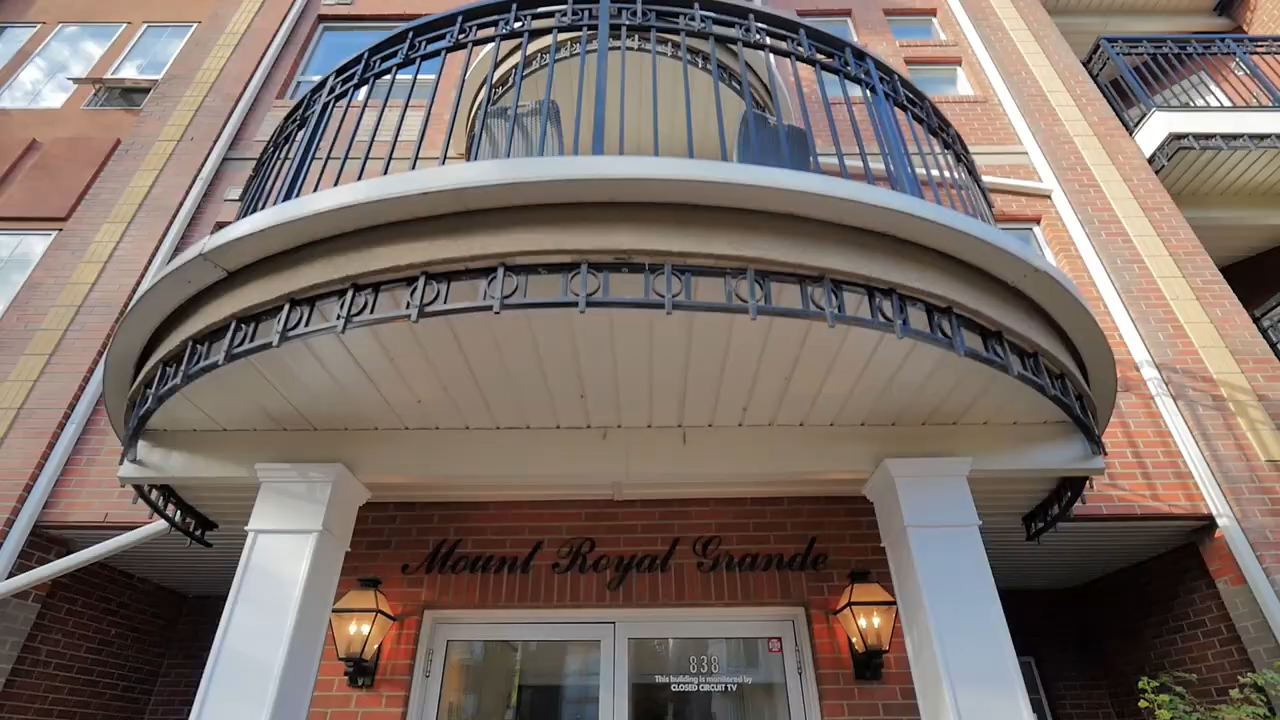 Mount Royal Grande
838
This building is monitored by
CLOSED CIRCUIT TV